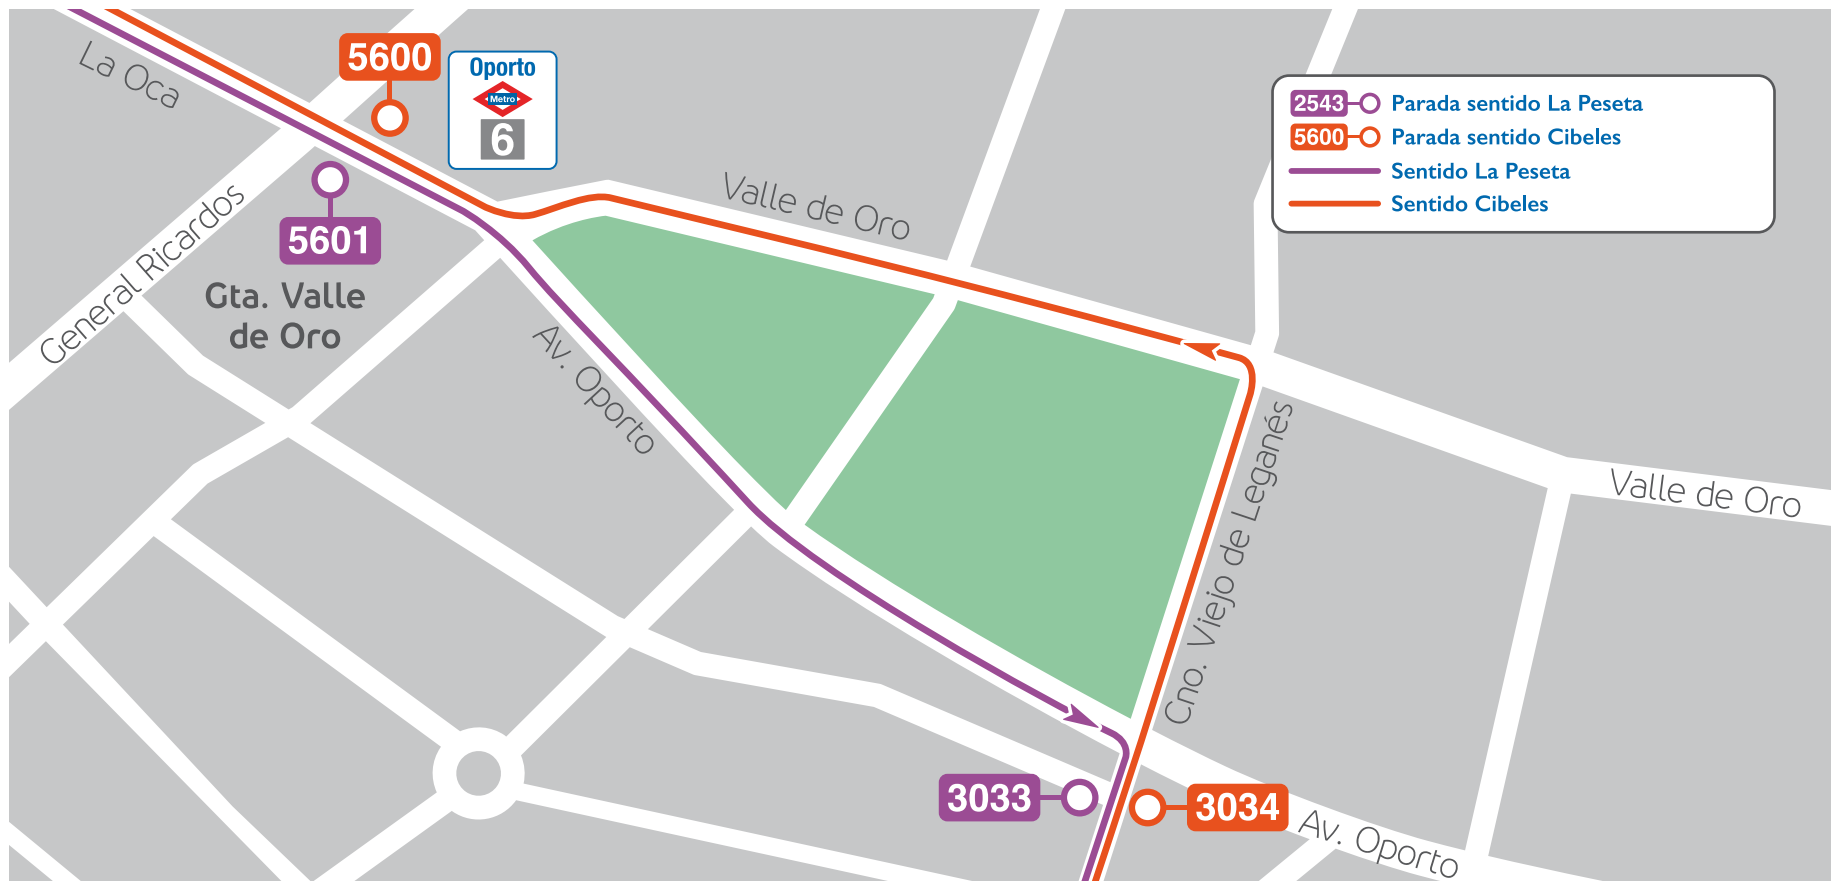 La Oca
5600
Oporto
Metro
6
2543 Parada sentido La Peseta
5600 Parada sentido Cibeles
Sentido La Peseta
Sentido Cibeles
Valle de Oro
General Ricardos
5601
Gta. Valle
de Oro
Av. Oporto
Cno. Viejo de Leganés
Valle de Oro
3033
3034
Av. Oporto